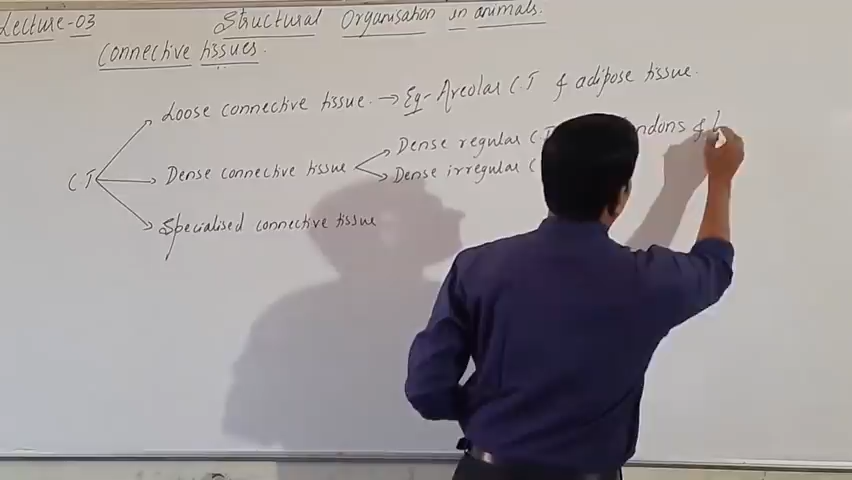 Lecture-03
Structural Organisation in animals.
Connective tissues.
Loose connective tissue. → Eg- Areolar C.T & adipose tissue.
CT
Dense connective tissue
Dense regular C.T
& 
Dense irregular
Specialised connective tissue